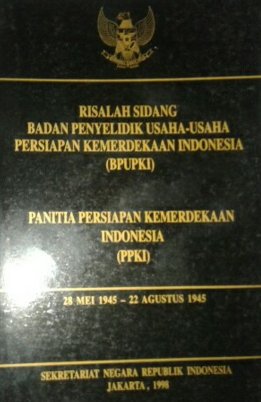 RISALAH SIDANG
BADAN PENYELIDIK USAHA-USAHA
PERSIAPAN KEMERDEKAAN INDONESIA
(BPUPKI)
PANITIA PERSIAPAN KEMERDEKAAN
INDONESIA
(PPKI)
28 MEI 1945 – 22 AGUSTUS 1945
SEKRETARIAT NEGARA REPUBLIK INDONESIA
JAKARTA , 1998